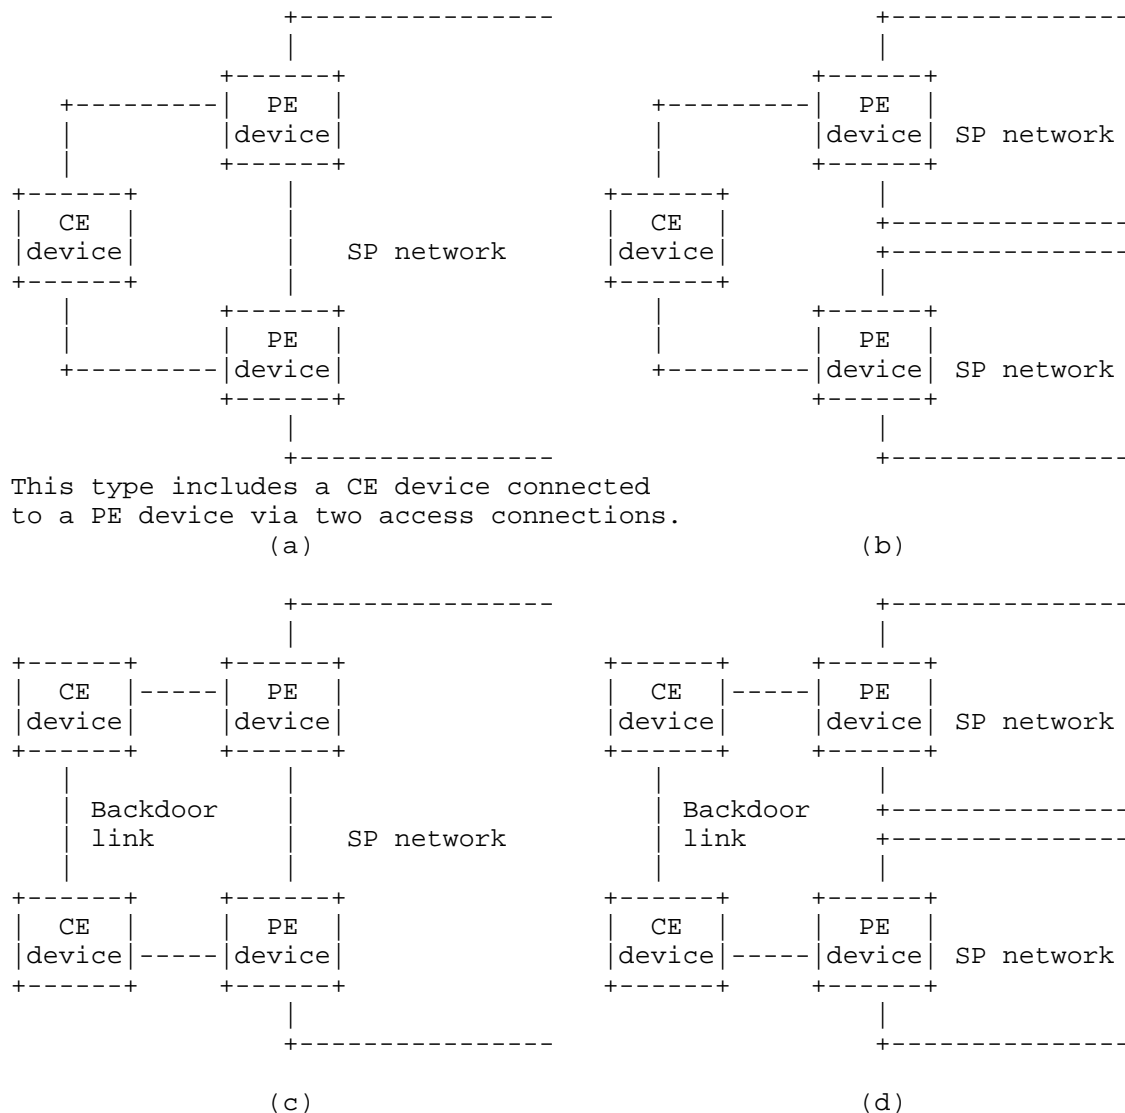 PE PE
device device SP network
CE CE
device SP network device
PE PE
device device SP network
This type includes a CE device connected
to a PE device via two access connections.
(a) (b)
CE PE CE PE
device device device device SP network
Backdoor Backdoor
link SP network link
CE PE CE PE
device device device device SP network
(c) (d)